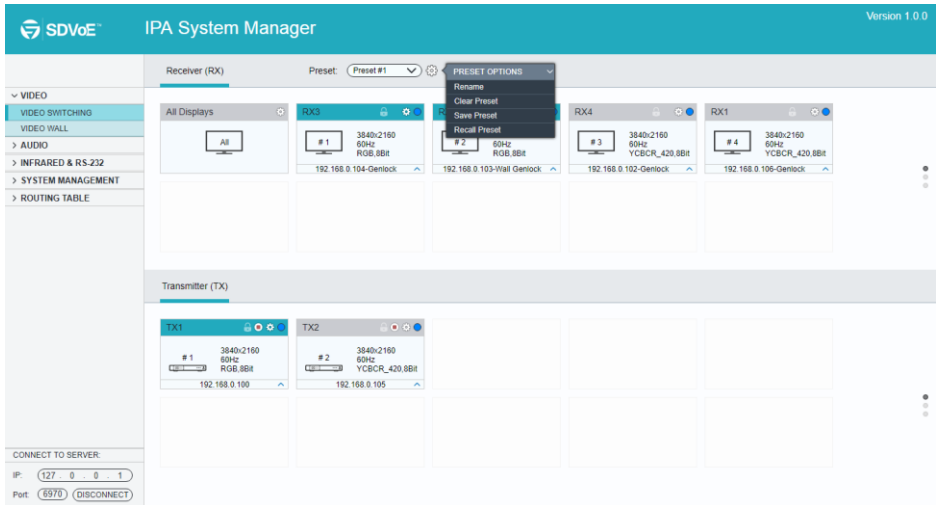 SDVoE™
IPA System Manager
Version 1.0.0
Receiver (RX)
Preset: Preset #1
PRESET OPTIONS
Rename
Clear Preset
Save Preset
Recall Preset
VIDEO
VIDEO SWITCHING
VIDEO WALL
AUDIO
INFRARED & RS-232
SYSTEM MANAGEMENT
ROUTING TABLE
All Displays
All
RX3
# 1
3840x2160
60Hz
RGB,8Bit
192.168.0.104-Genlock
# 2
60Hz
RGB,8Bit
192.168.0.103-Wall Genlock
RX4
# 3
3840x2160
60Hz
YCBCR_420,8Bit
192.168.0.102-Genlock
RX1
# 4
3840x2160
60Hz
YCBCR_420,8Bit
192.168.0.106-Genlock
Transmitter (TX)
TX1
# 1
3840x2160
60Hz
RGB,8Bit
192.168.0.100
TX2
# 2
3840x2160
60Hz
YCBCR_420,8Bit
192.168.0.105
CONNECT TO SERVER:
IP: 127 . 0 . 0 . 1
Port: 6970 DISCONNECT